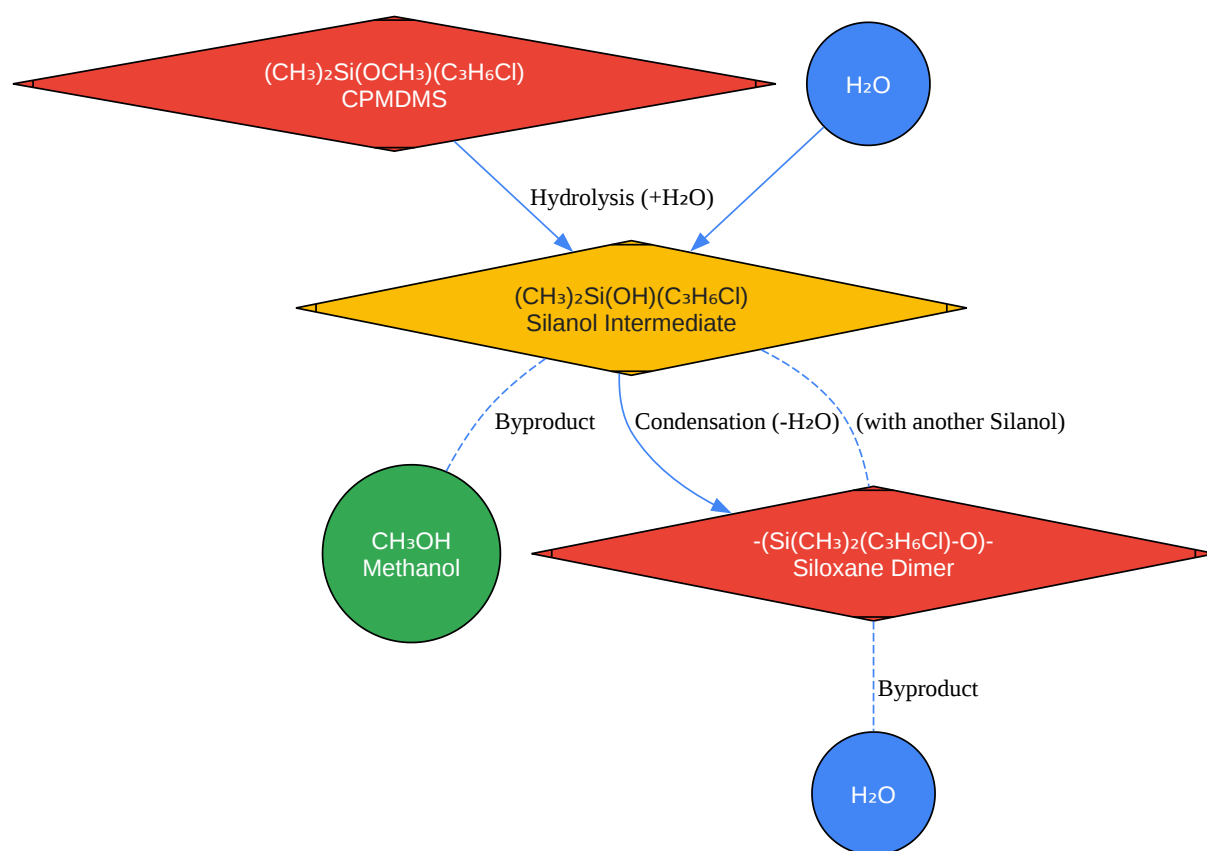 (CH₃)₂Si(OCH₃)(C₃H₆Cl)
CPMDMS
H₂O
Hydrolysis (+H₂O)
(CH₃)₂Si(OH)(C₃H₆Cl)
Silanol Intermediate
Byproduct
Condensation (-H₂O)
(with another Silanol)
CH₃OH
Methanol
-(Si(CH₃)₂(C₃H₆Cl)-O)-
Siloxane Dimer
Byproduct
H₂O